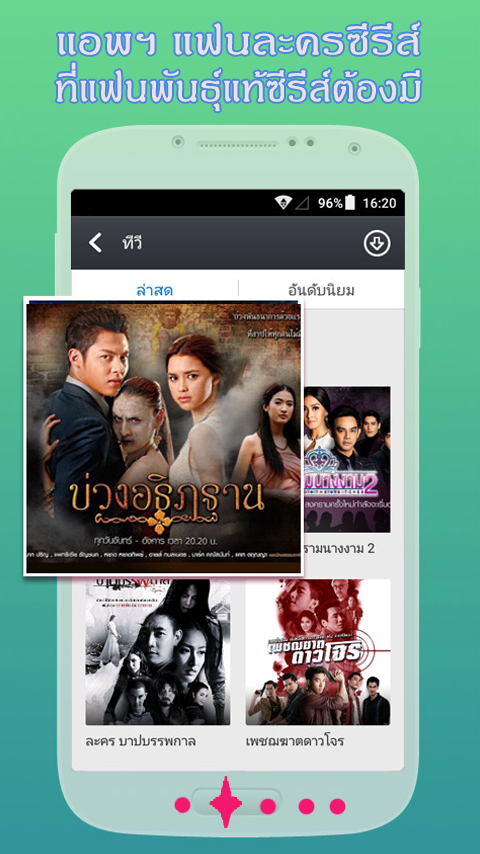 แอพฯ แฟนละครซีรีส์
ที่แฟนพันธุ์แท้ซีรีส์ต้องมี
96% 16:20
ทีวี
ล่าสุด อันดับนิยม
บ่วงอธิฏฐาน
ทุกวันจันทร์ - อังคาร เวลา 20.20 น.
รามนางงาม 2
ละคร บาปบรรพกาล
เพชฌฆาตดาวโจร
เพชฌฆาต
ดาวโจร